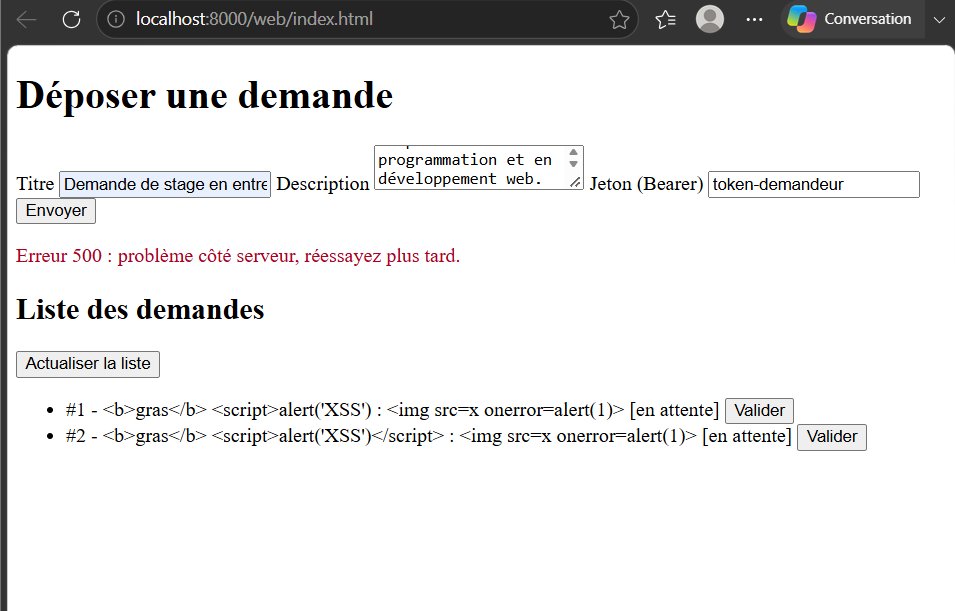 localhost:8000/web/index.html
Conversation
Déposer une demande
programmation et en
Titre Demande de stage en entre Description développement web. Jeton (Bearer) token-demandeur
Envoyer
Erreur 500 : problème côté serveur, réessayez plus tard.
Liste des demandes
Actualiser la liste
#1 - <b>gras</b> <script>alert('XSS') : <img src=x onerror=alert(1)> [en attente] Valider
#2 - <b>gras</b> <script>alert('XSS')</script> : <img src=x onerror=alert(1)> [en attente] Valider